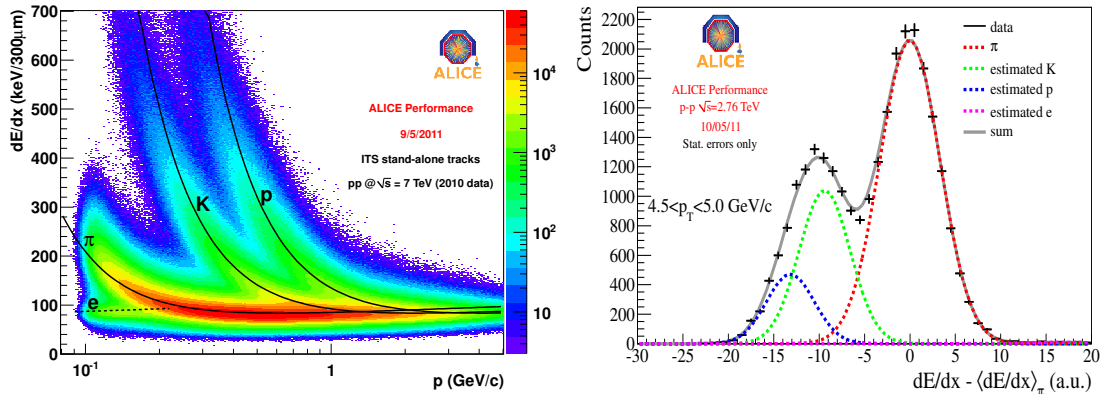 dE/dx (keV/300μm)
700
600
500
400
300
200
100
0
ALICE
ALICE Performance
9/5/2011
ITS stand-alone tracks
pp @ √s = 7 TeV (2010 data)
π
K
p
e
10⁻¹
1
p (GeV/c)
10⁴
10³
10²
10
Counts
2200
2000
1800
1600
1400
1200
1000
800
600
400
200
0
ALICE
ALICE Performance
p-p √s=2.76 TeV
10/05/11
Stat. errors only
4.5<p_T<5.0 GeV/c
data
π
estimated K
estimated p
estimated e
sum
-30 -25 -20 -15 -10 -5 0 5 10 15 20
dE/dx - ⟨dE/dx⟩_π (a.u.)